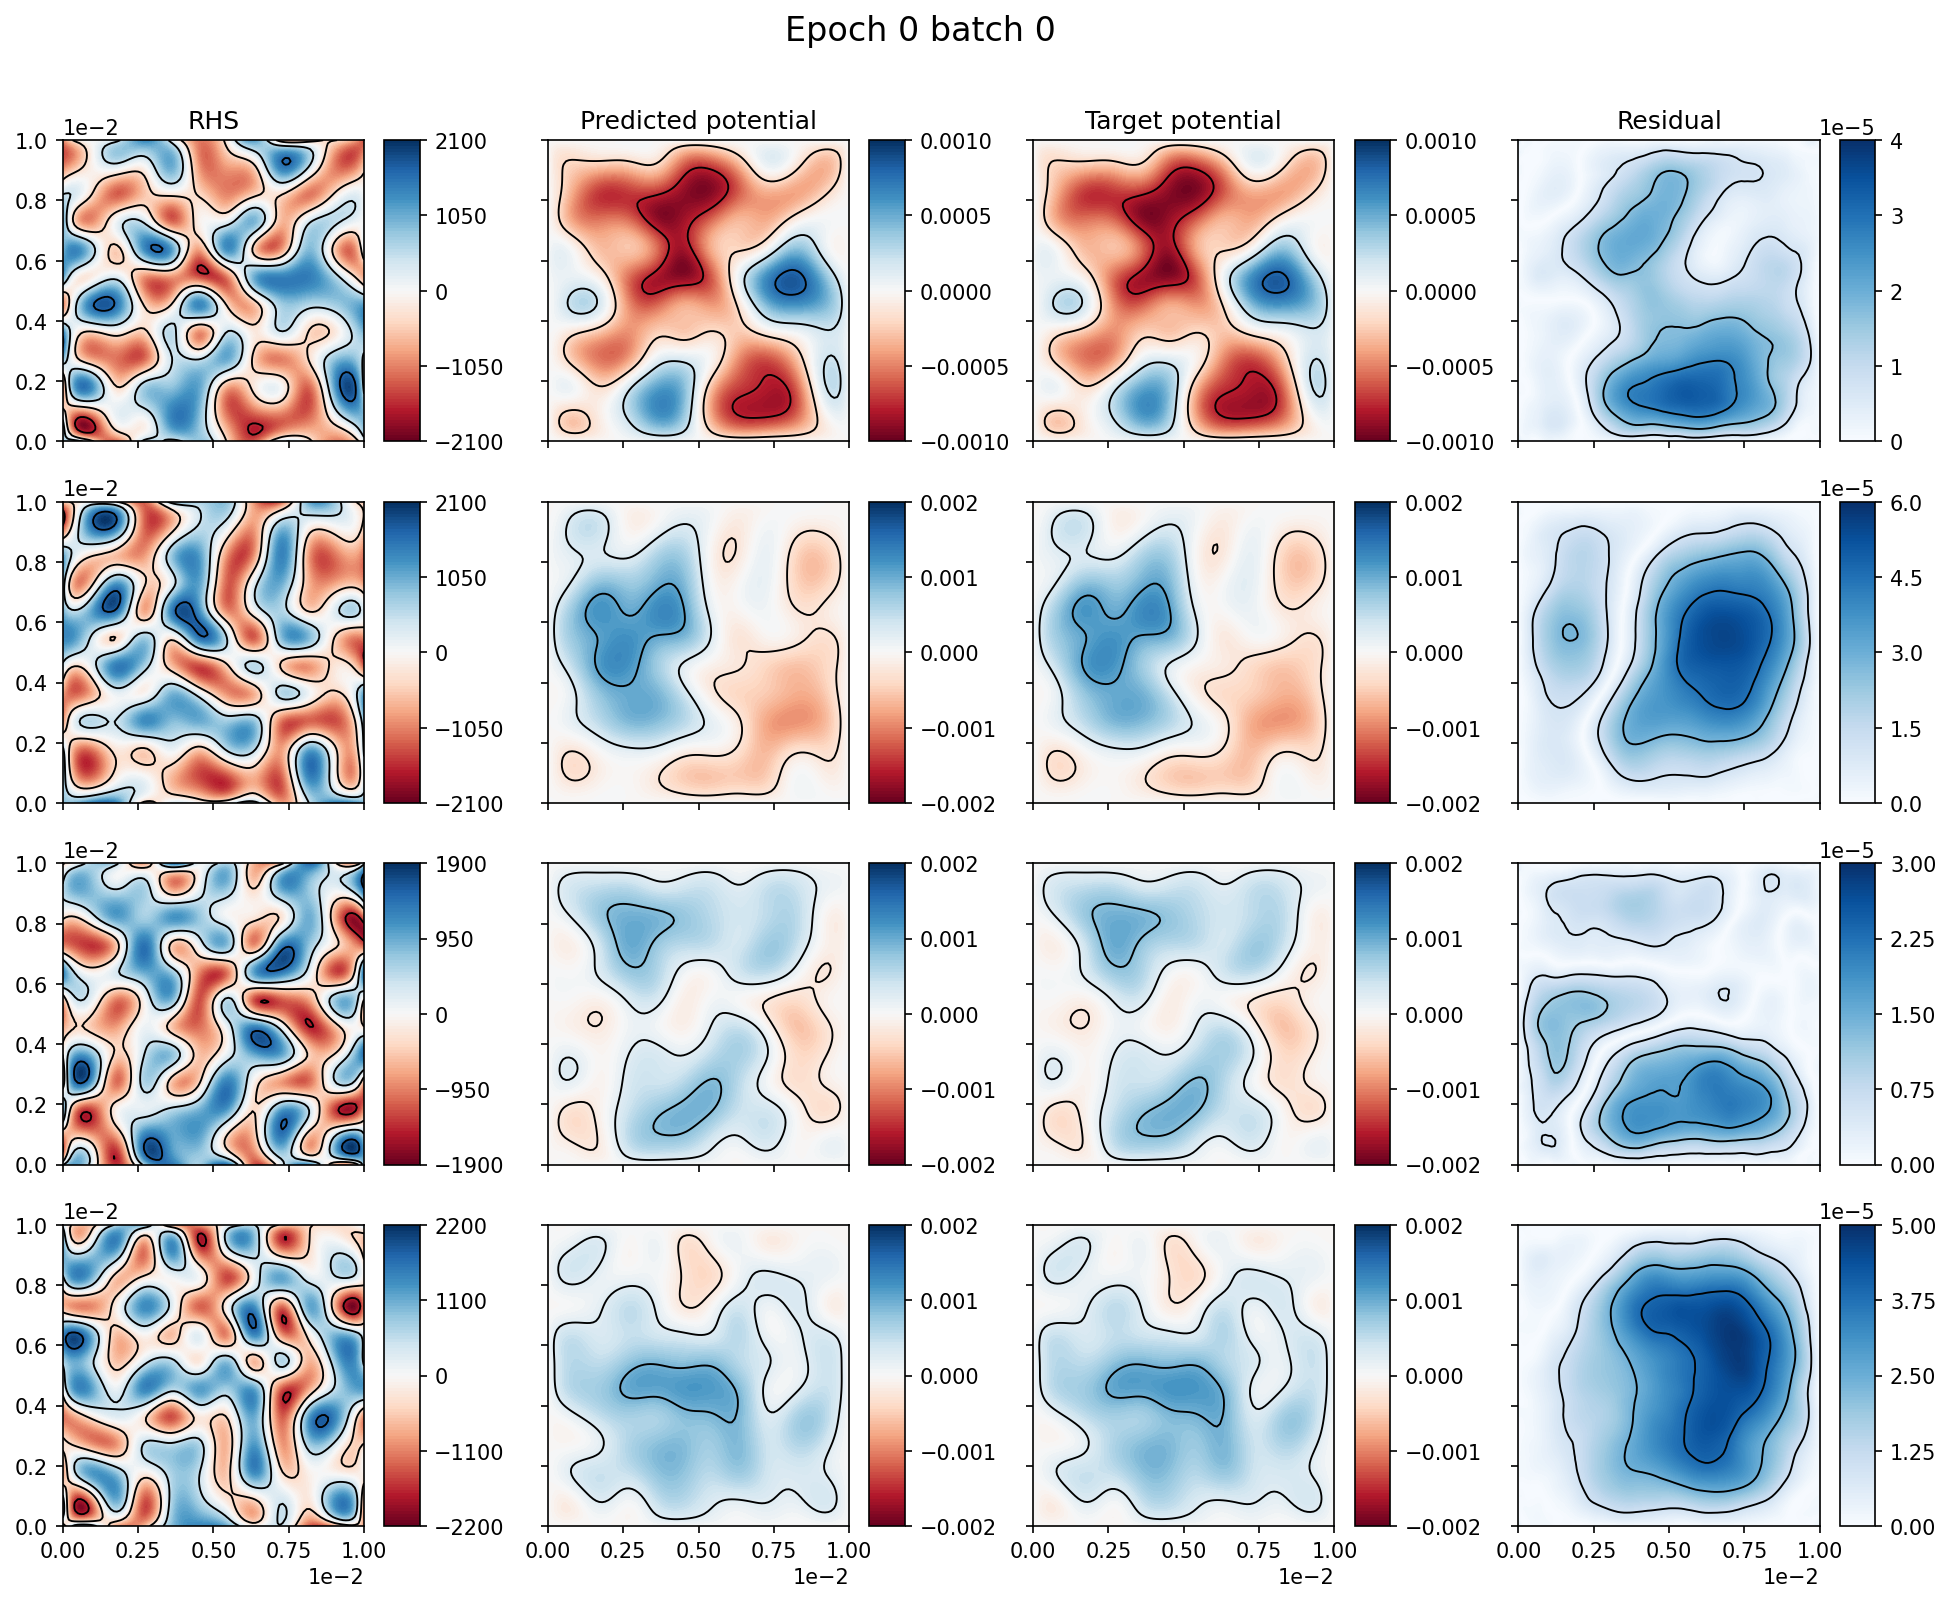 Epoch 0 batch 0
RHS Predicted potential Target potential Residual
1e−2 1e−5
1.0 2100 0.0010 0.0010 4
0.8 1050 0.0005 0.0005 3
0.6 0 0.0000 0.0000 2
0.4
0.2 −1050 −0.0005 −0.0005 1
0.0 −2100 −0.0010 −0.0010 0
1e−2 1e−5
1.0 2100 0.002 0.002 6.0
0.8 1050 0.001 0.001 4.5
0.6 0 0.000 0.000 3.0
0.4
0.2 −1050 −0.001 −0.001 1.5
0.0 −2100 −0.002 −0.002 0.0
1e−2 1e−5
1.0 1900 0.002 0.002 3.00
0.8 950 0.001 0.001 2.25
0.6 0 0.000 0.000 1.50
0.4
0.2 −950 −0.001 −0.001 0.75
0.0 −1900 −0.002 −0.002 0.00
1e−2 1e−5
1.0 2200 0.002 0.002 5.00
0.8 1100 0.001 0.001 3.75
0.6 0 0.000 0.000 2.50
0.4
0.2 −1100 −0.001 −0.001 1.25
0.0 −2200 −0.002 −0.002 0.00
0.00 0.25 0.50 0.75 1.00 0.00 0.25 0.50 0.75 1.00 0.00 0.25 0.50 0.75 1.00 0.00 0.25 0.50 0.75 1.00
1e−2 1e−2 1e−2 1e−2